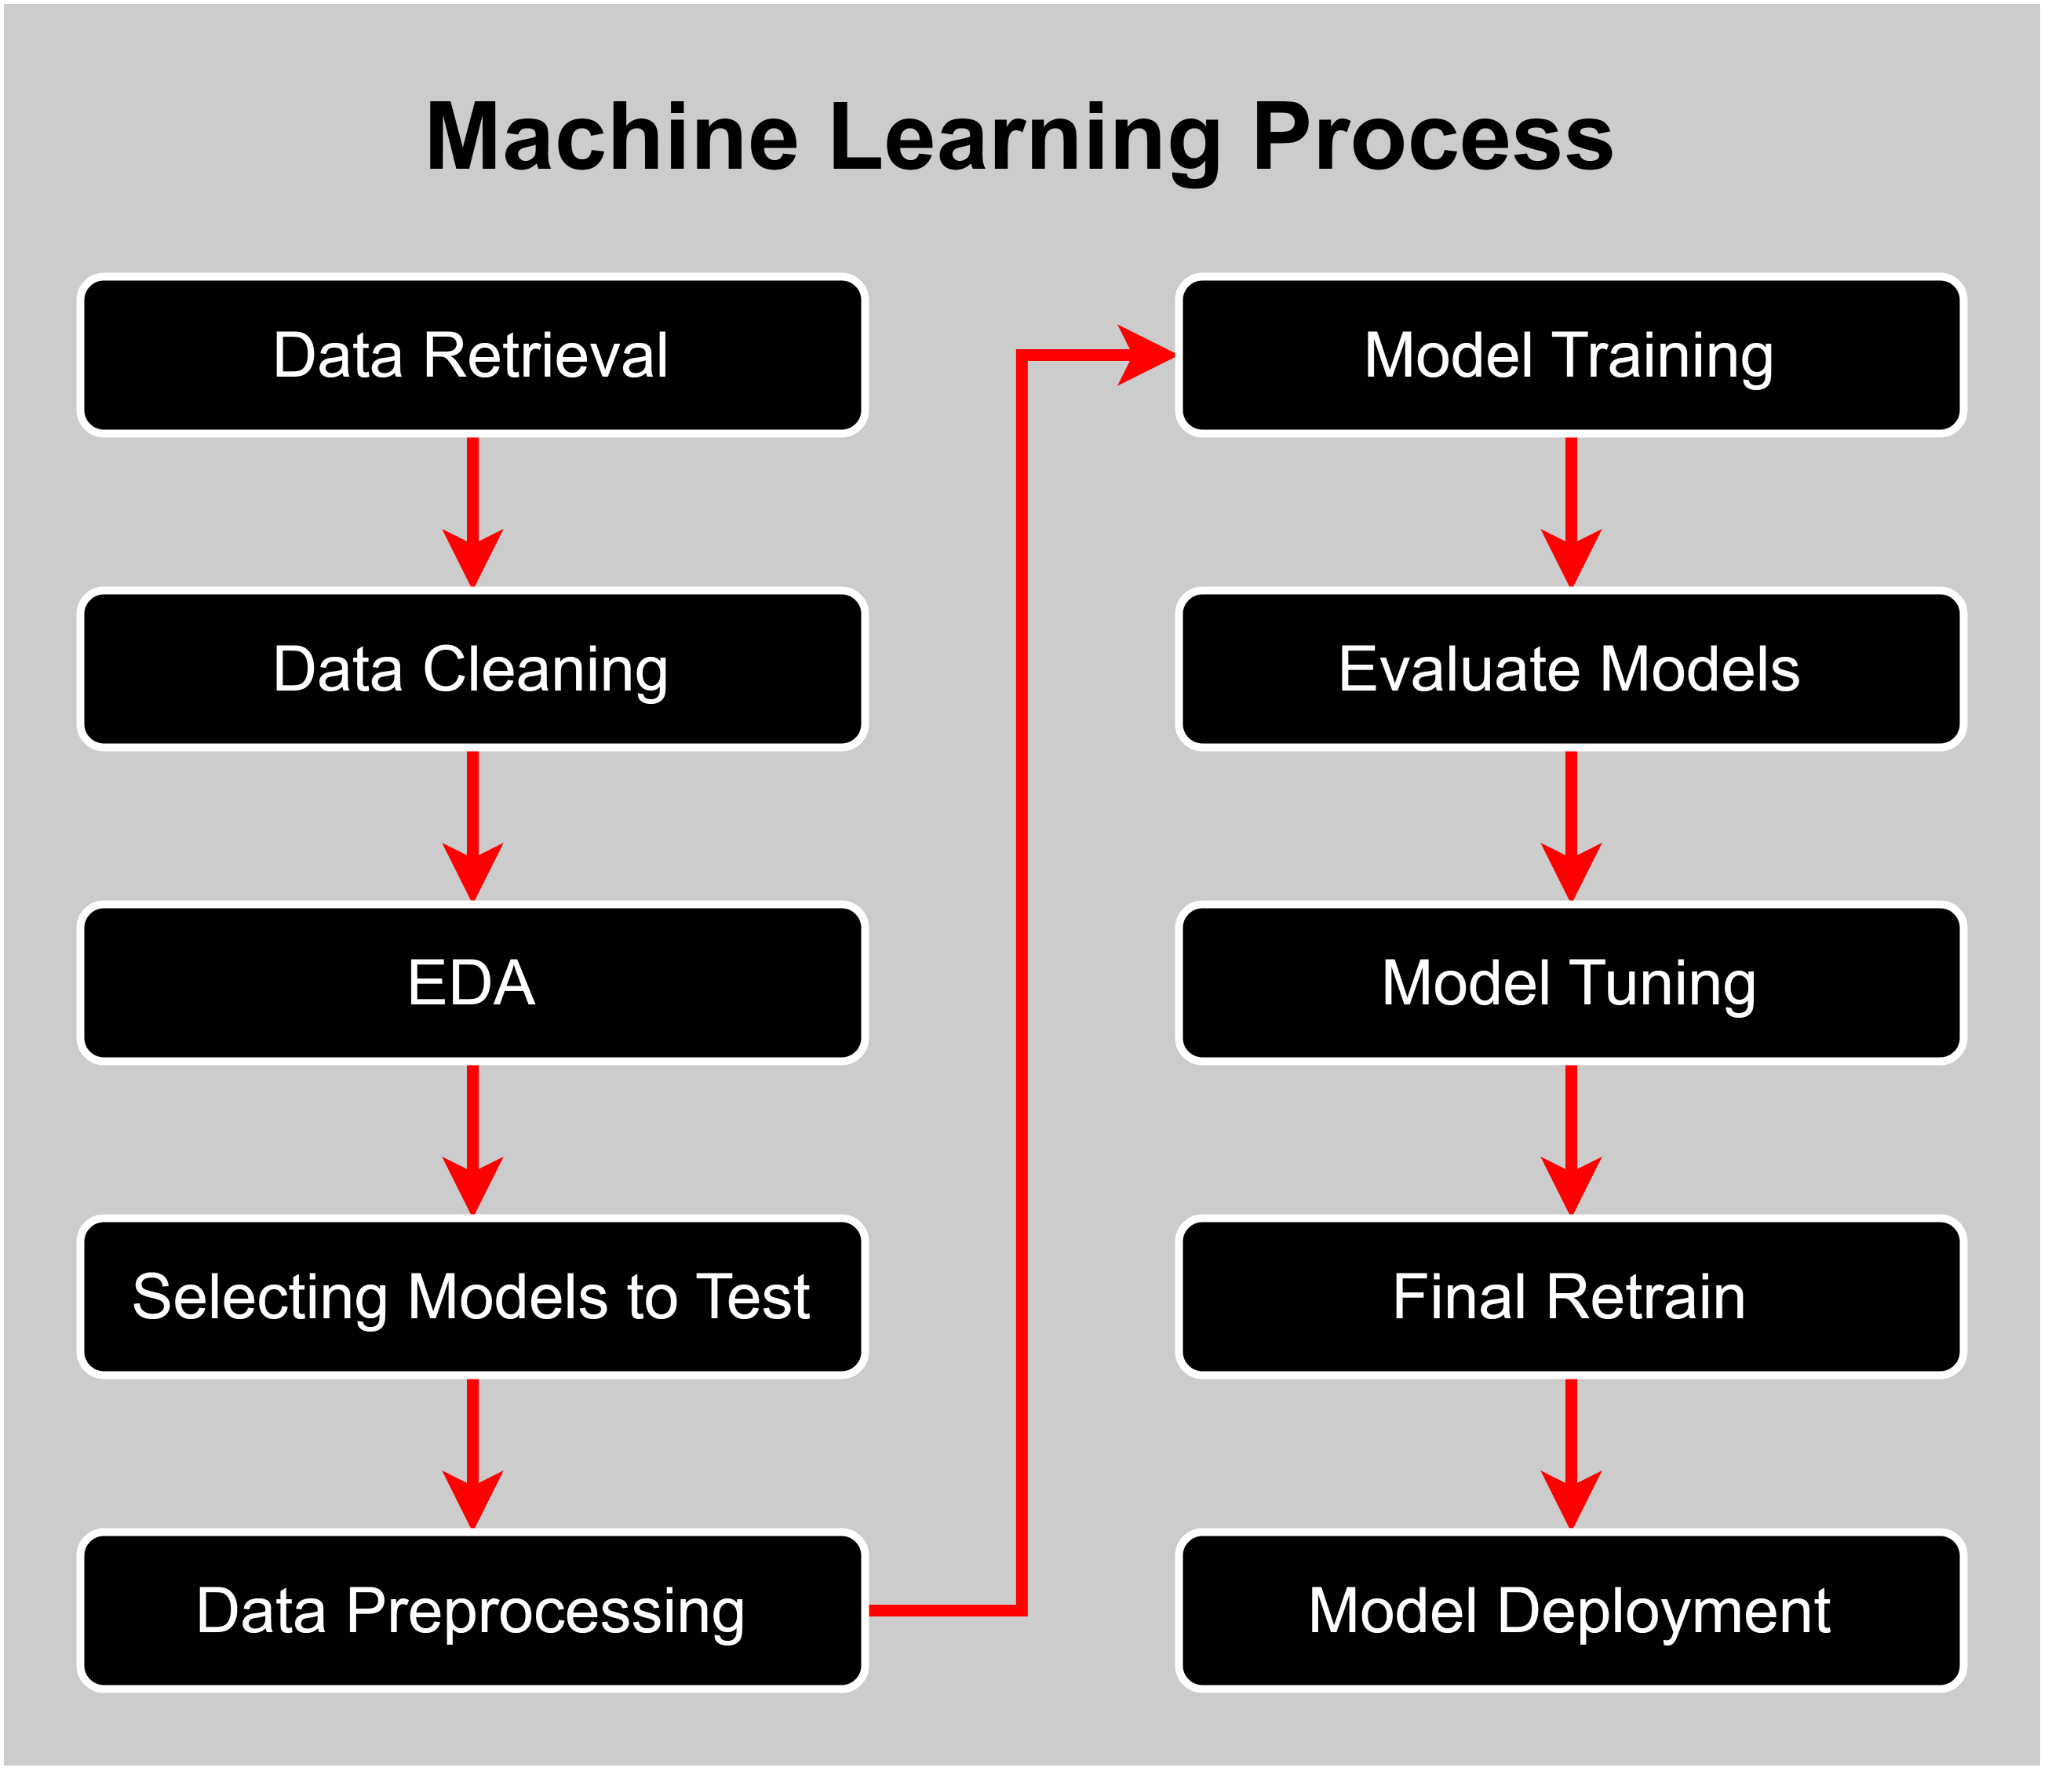 Machine Learning Process
Data Retrieval
Data Cleaning
EDA
Selecting Models to Test
Data Preprocessing
Model Training
Evaluate Models
Model Tuning
Final Retrain
Model Deployment